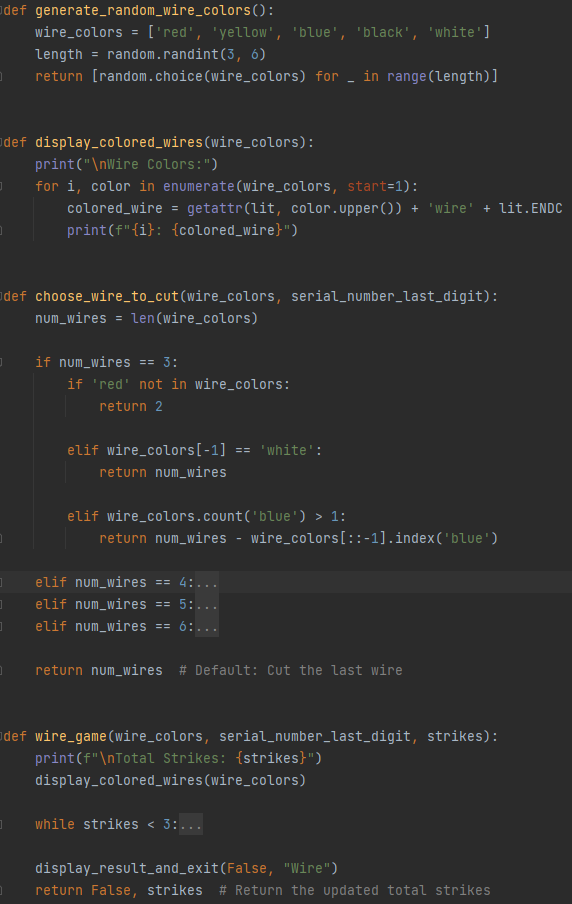 def generate_random_wire_colors():
    wire_colors = ['red', 'yellow', 'blue', 'black', 'white']
    length = random.randint(3, 6)
    return [random.choice(wire_colors) for _ in range(length)]
def display_colored_wires(wire_colors):
    print("\nWire Colors:")
    for i, color in enumerate(wire_colors, start=1):
        colored_wire = getattr(lit, color.upper()) + 'wire' + lit.ENDC
        print(f"{i}: {colored_wire}")
def choose_wire_to_cut(wire_colors, serial_number_last_digit):
    num_wires = len(wire_colors)
    if num_wires == 3:
        if 'red' not in wire_colors:
            return 2
        elif wire_colors[-1] == 'white':
            return num_wires
        elif wire_colors.count('blue') > 1:
            return num_wires - wire_colors[::-1].index('blue')
    elif num_wires == 4:...
    elif num_wires == 5:...
    elif num_wires == 6:...
    return num_wires  # Default: Cut the last wire
def wire_game(wire_colors, serial_number_last_digit, strikes):
    print(f"\nTotal Strikes: {strikes}")
    display_colored_wires(wire_colors)
    while strikes < 3:...
    display_result_and_exit(False, "Wire")
    return False, strikes  # Return the updated total strikes